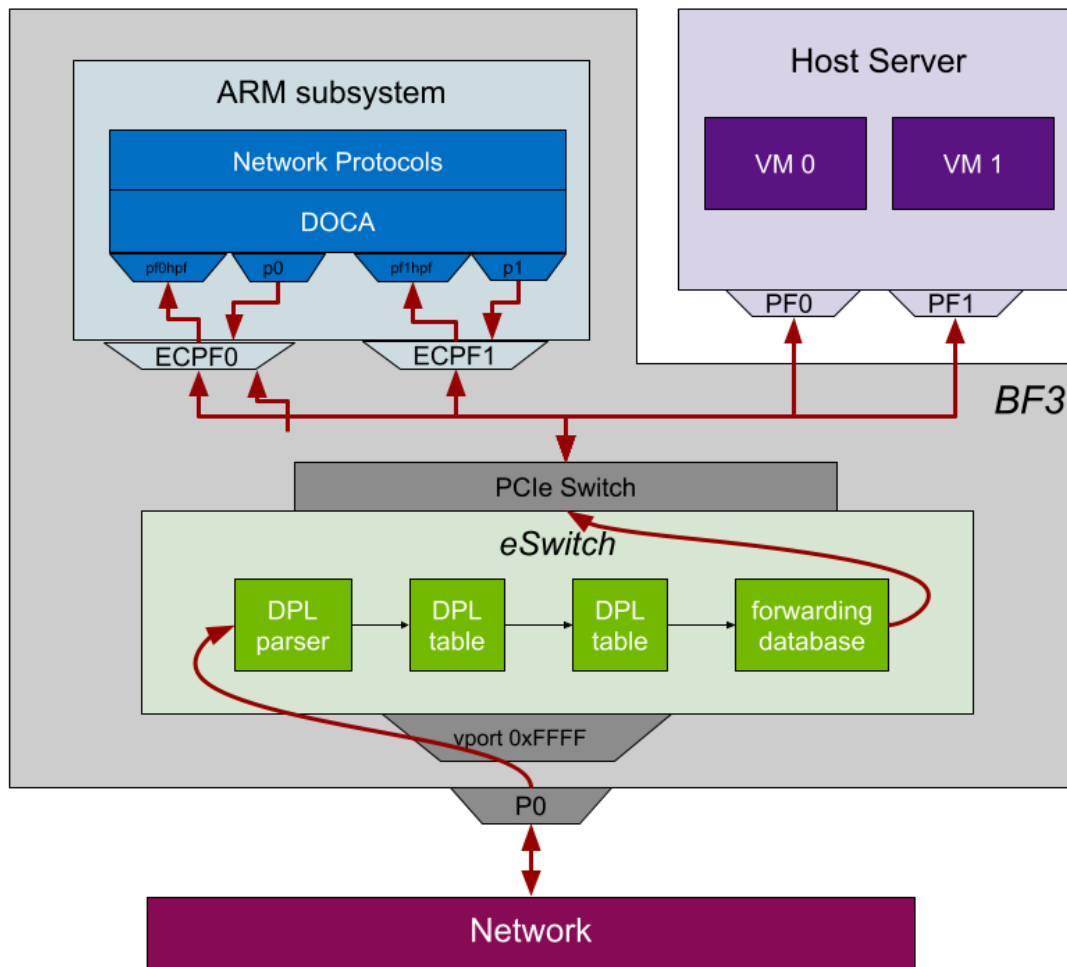 ARM subsystem
Network Protocols
DOCA
pf0hpf
p0
pf1hpf
p1
ECPF0
ECPF1
Host Server
VM 0
VM 1
PF0
PF1
BF3
PCIe Switch
eSwitch
DPL
parser
DPL
table
DPL
table
forwarding
database
vport 0xFFFF
P0
Network